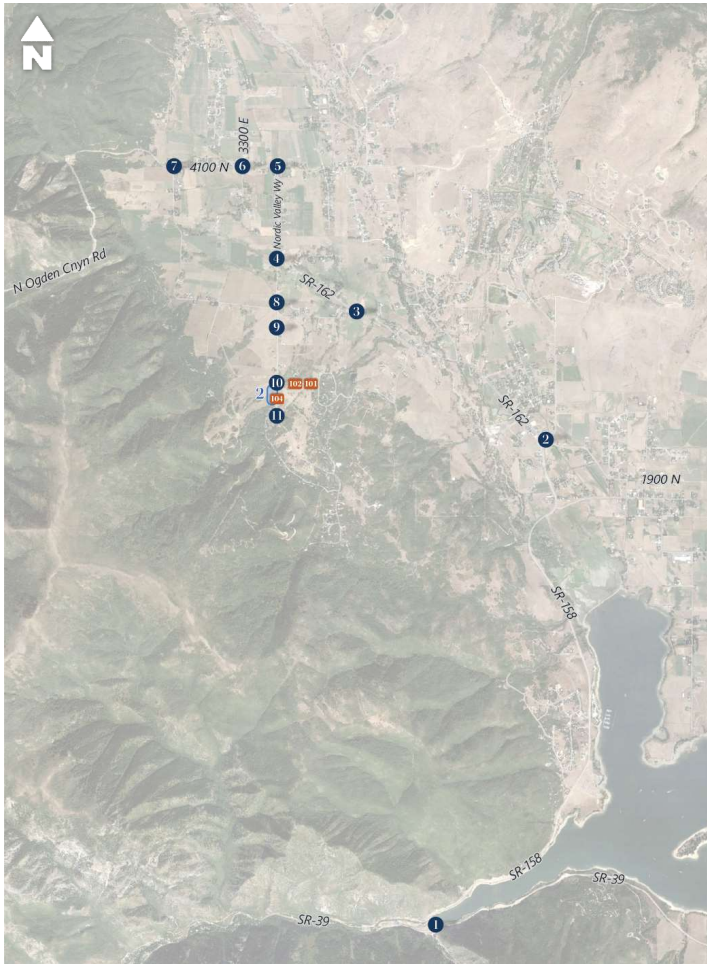 N
3300 E
7
4100 N
6
5
Nordic Valley Wy
4
N Ogden Cnyn Rd
SR-162
8
3
9
10
102
101
2
104
11
SR-162
2
1900 N
SR-158
SR-158
SR-39
SR-39
1